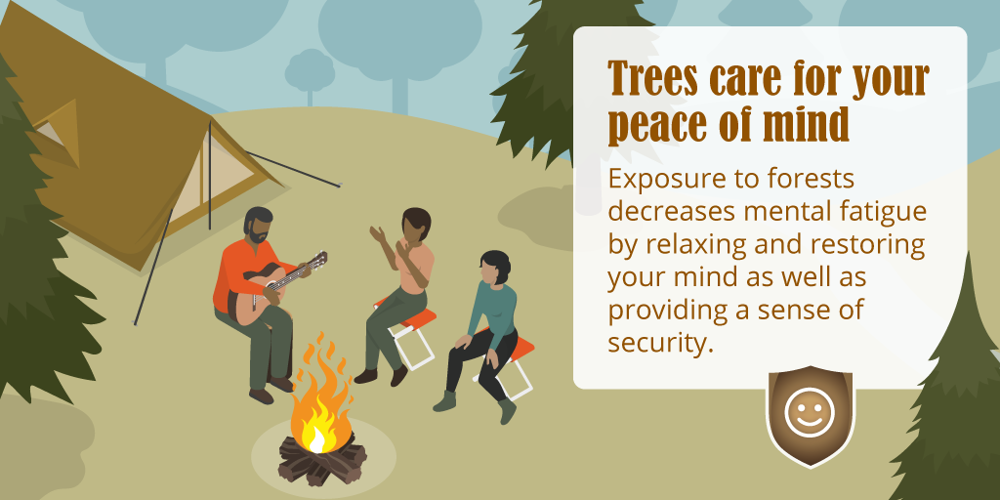 Trees care for your
peace of mind
Exposure to forests
decreases mental fatigue
by relaxing and restoring
your mind as well as
providing a sense of
security.